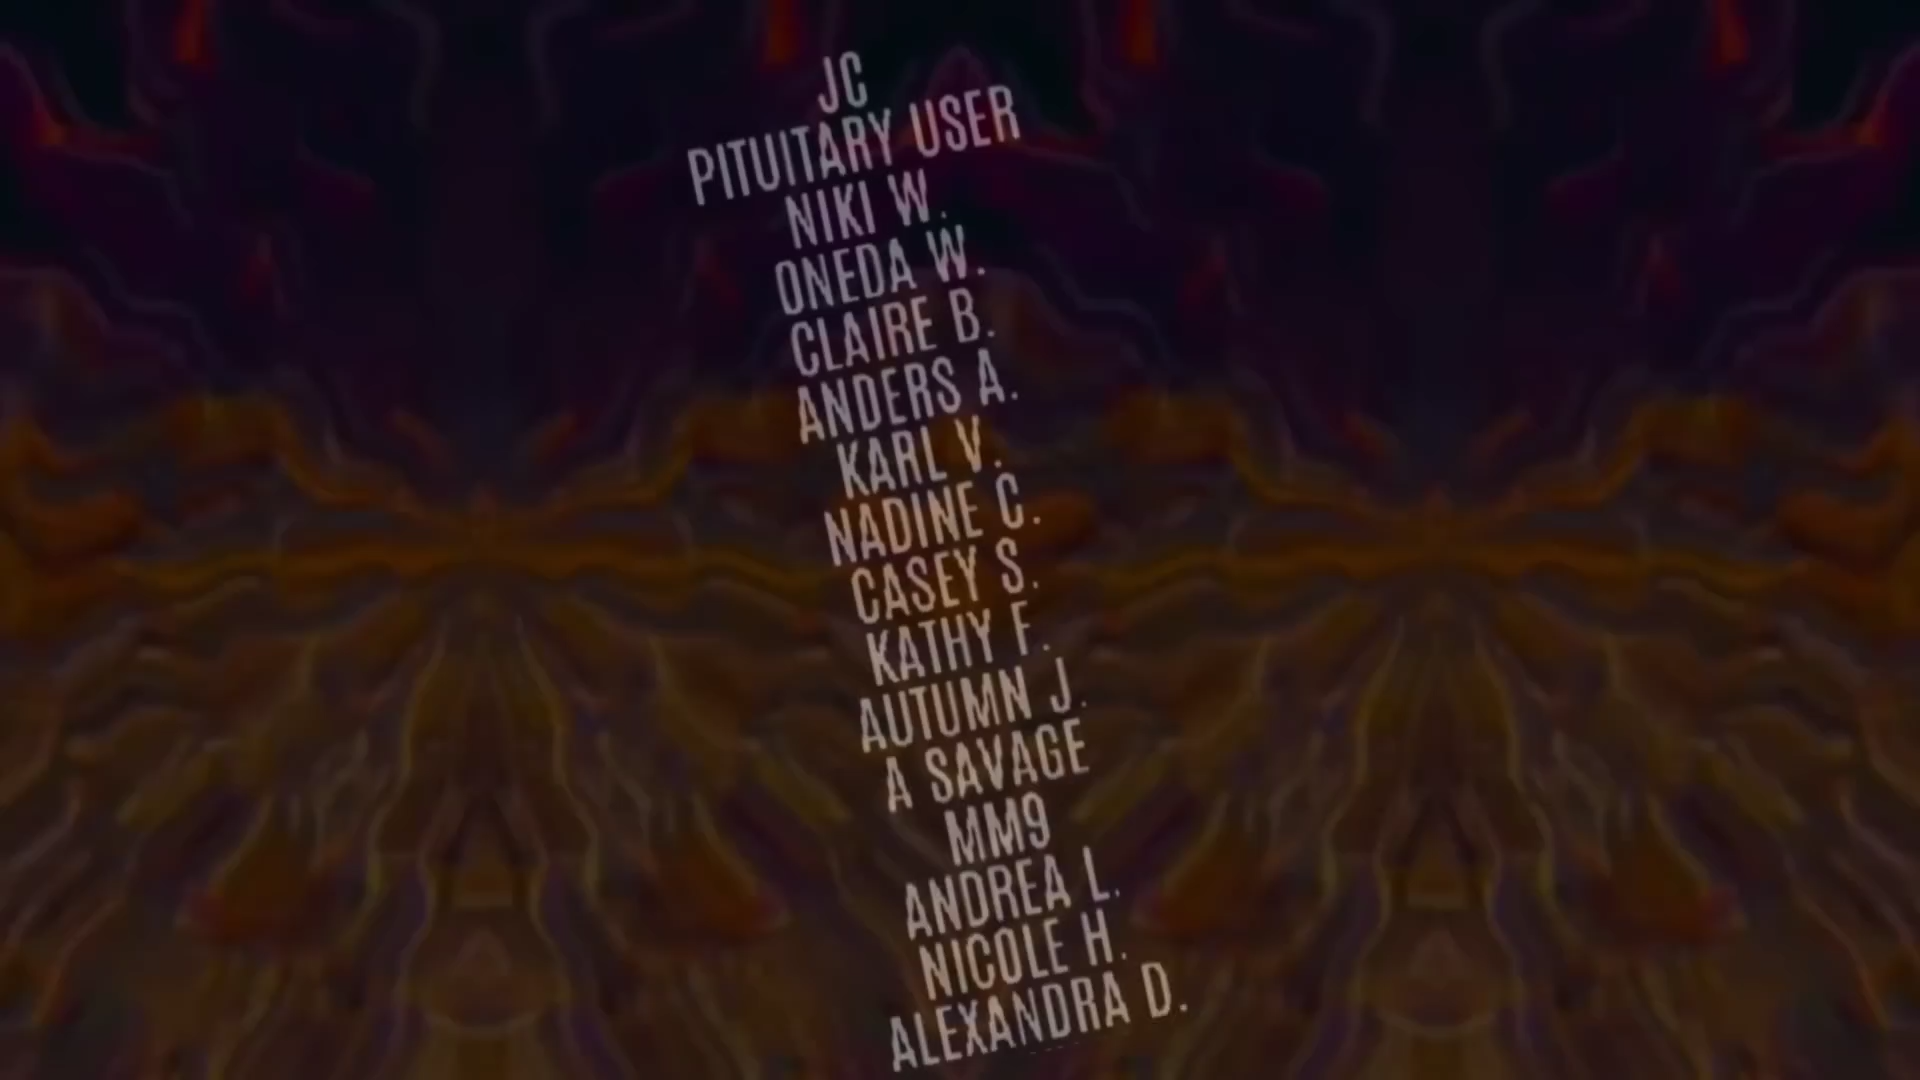 JC
PITUITARY USER
NIKI W.
ONEDA W.
CLAIRE B.
ANDERS A.
KARL V.
NADINE C.
CASEY S.
KATHY F.
AUTUMN J.
A SAVAGE
MM9
ANDREA L.
NICOLE H.
ALEXANDRA D.